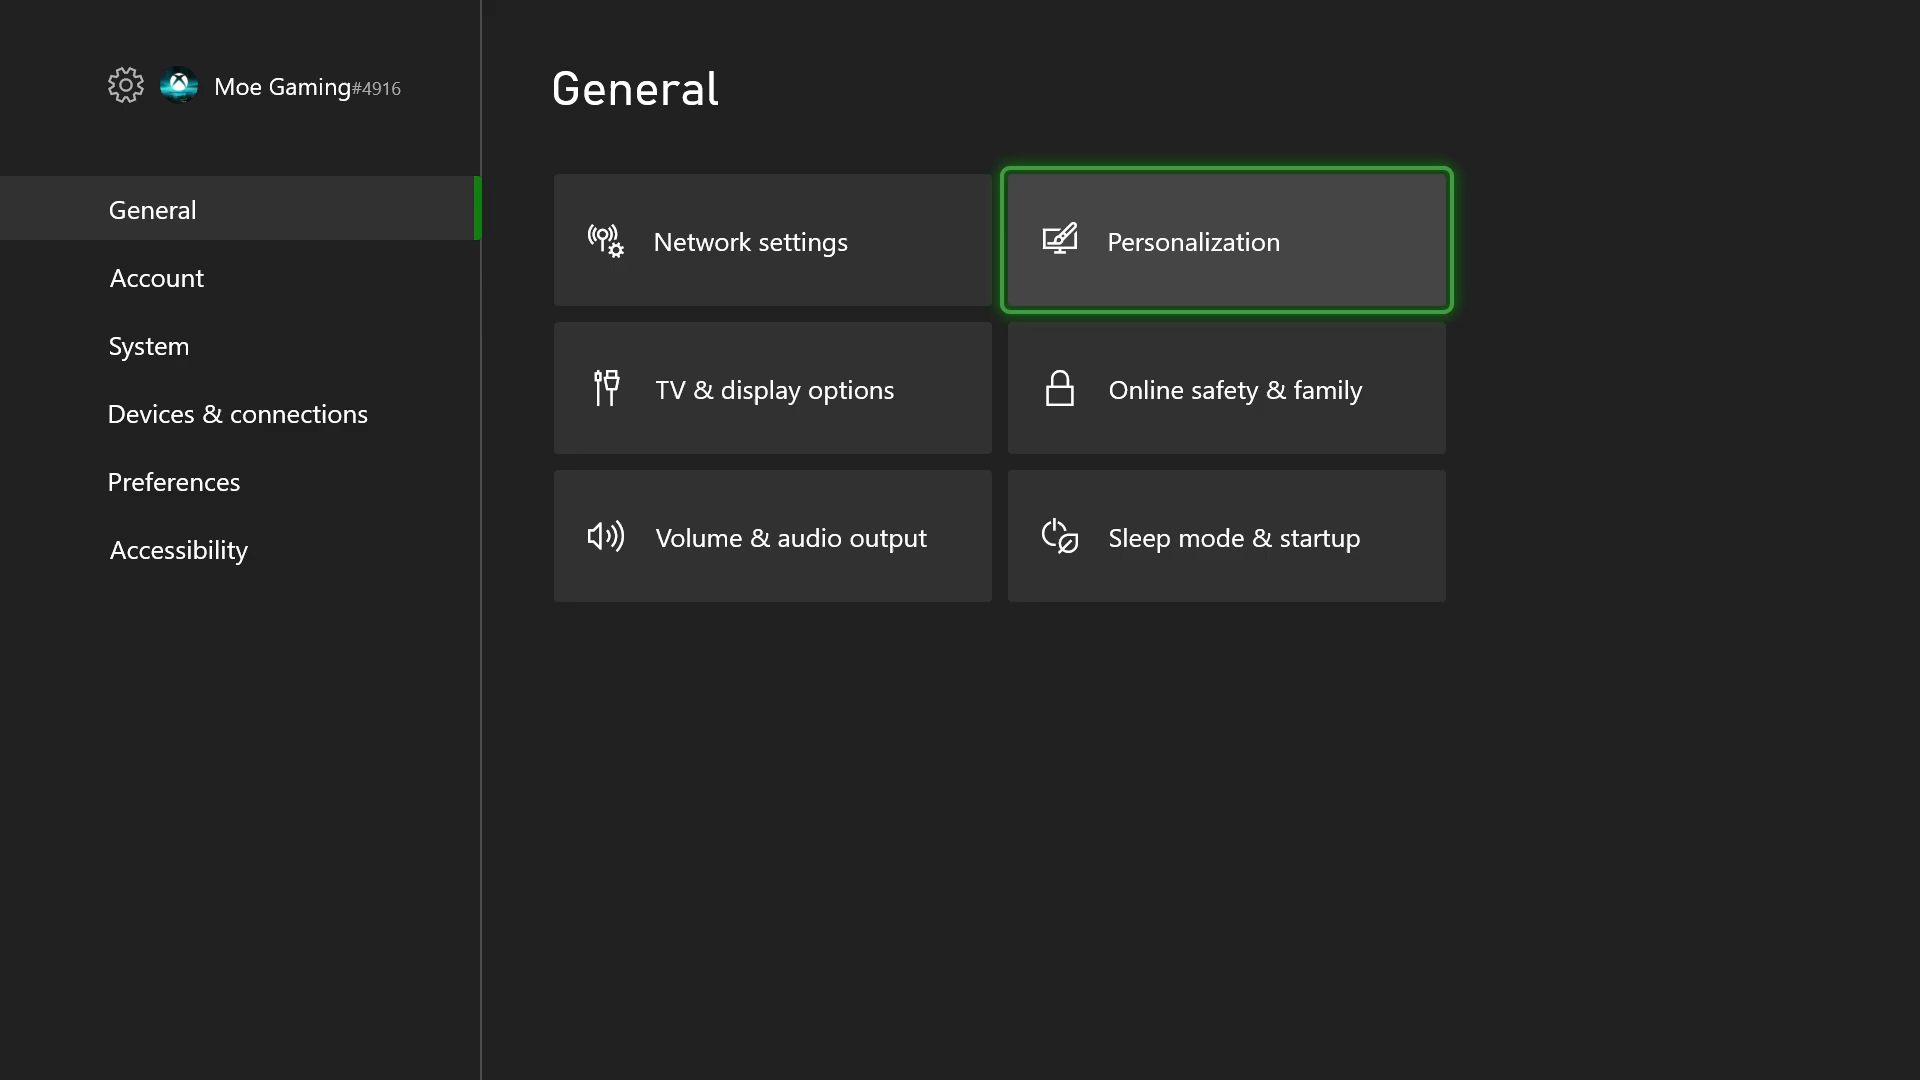 Moe Gaming#4916
General
Account
System
Devices & connections
Preferences
Accessibility
General
Network settings
Personalization
TV & display options
Online safety & family
Volume & audio output
Sleep mode & startup